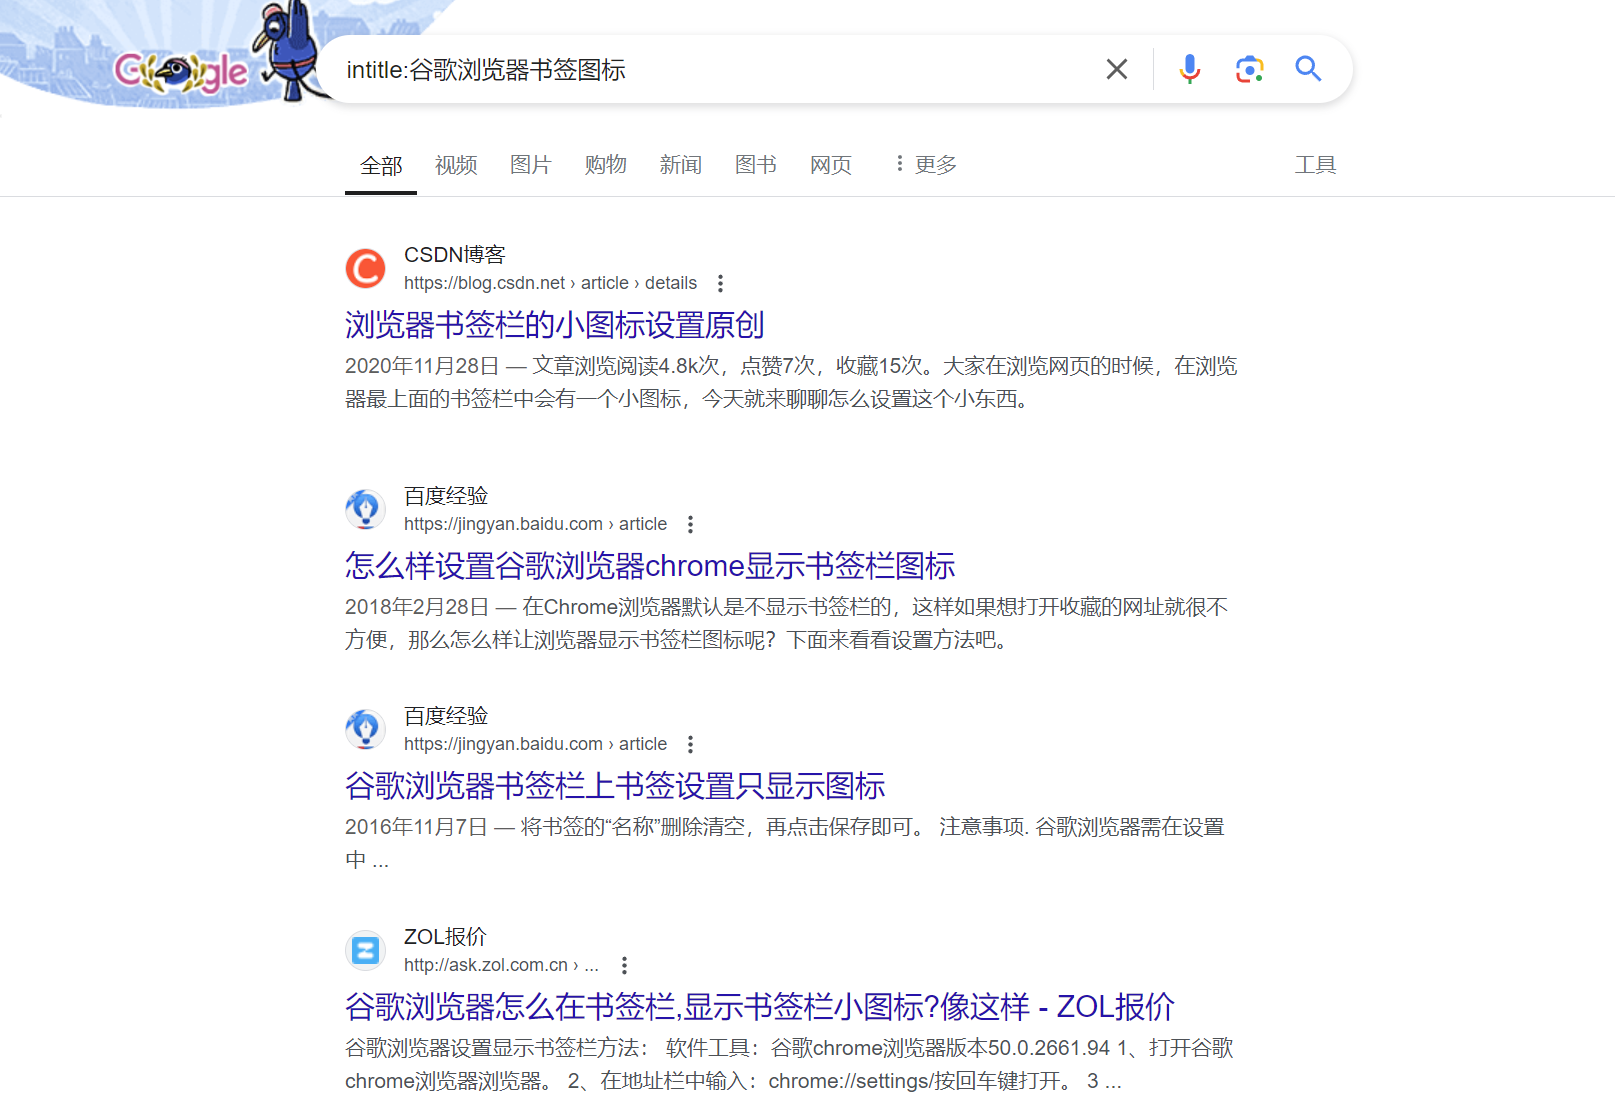 Google
intitle:谷歌浏览器书签图标
全部 视频 图片 购物 新闻 图书 网页 更多 工具
CSDN博客
https://blog.csdn.net › article › details
浏览器书签栏的小图标设置原创
2020年11月28日 — 文章浏览阅读4.8k次，点赞7次，收藏15次。大家在浏览网页的时候，在浏览
器最上面的书签栏中会有一个小图标，今天就来聊聊怎么设置这个小东西。
百度经验
https://jingyan.baidu.com › article
怎么样设置谷歌浏览器chrome显示书签栏图标
2018年2月28日 — 在Chrome浏览器默认是不显示书签栏的，这样如果想打开收藏的网址就很不
方便，那么怎么样让浏览器显示书签栏图标呢？下面来看看设置方法吧。
百度经验
https://jingyan.baidu.com › article
谷歌浏览器书签栏上书签设置只显示图标
2016年11月7日 — 将书签的“名称”删除清空，再点击保存即可。 注意事项. 谷歌浏览器需在设置
中 ...
ZOL报价
http://ask.zol.com.cn › ...
谷歌浏览器怎么在书签栏,显示书签栏小图标?像这样 - ZOL报价
谷歌浏览器设置显示书签栏方法： 软件工具：谷歌chrome浏览器版本50.0.2661.94 1、打开谷歌
chrome浏览器浏览器。 2、在地址栏中输入：chrome://settings/按回车键打开。 3 ...